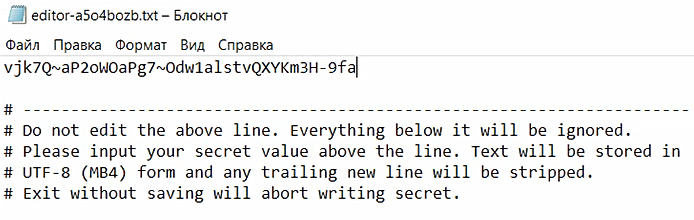 editor-a5o4bozb.txt – Блокнот
Файл Правка Формат Вид Справка
vjk7Q~aP2oWOaPg7~Odw1alstvQXYKm3H-9fa
# -------------------------------------------------------------------
# Do not edit the above line. Everything below it will be ignored.
# Please input your secret value above the line. Text will be stored in
# UTF-8 (MB4) form and any trailing new line will be stripped.
# Exit without saving will abort writing secret.